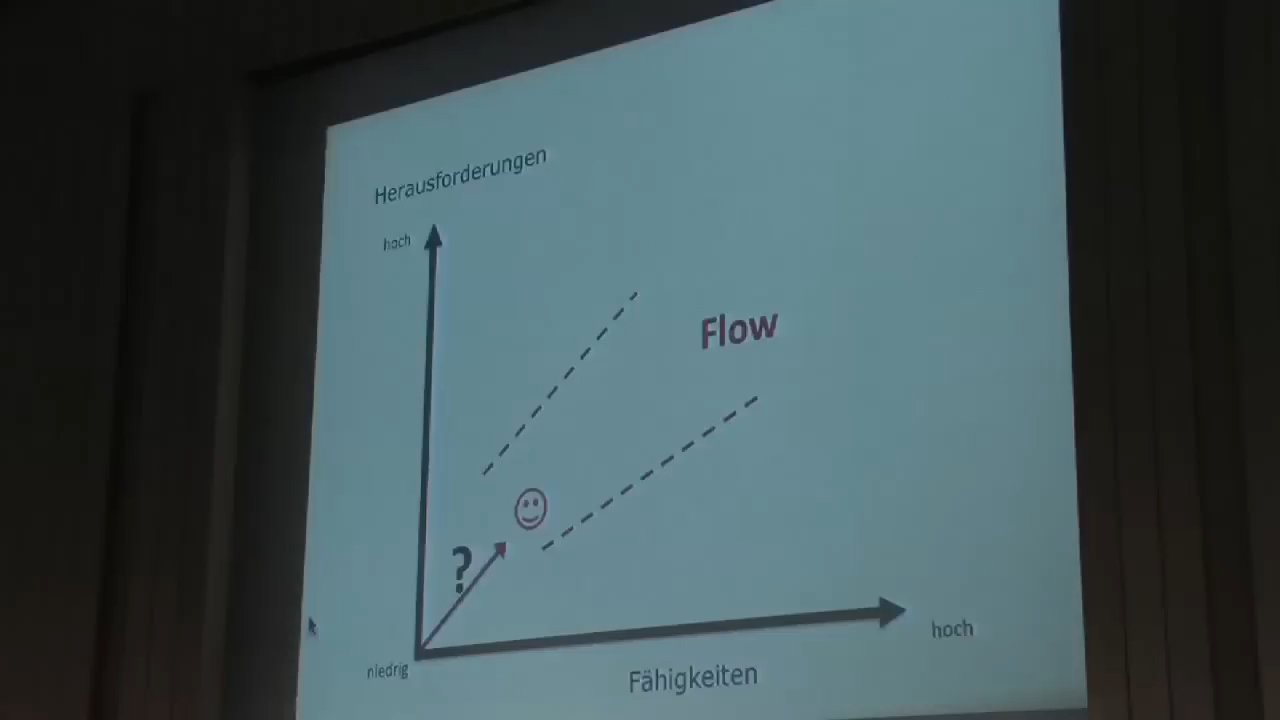 Herausforderungen
hoch
Flow
?
niedrig
hoch
Fähigkeiten